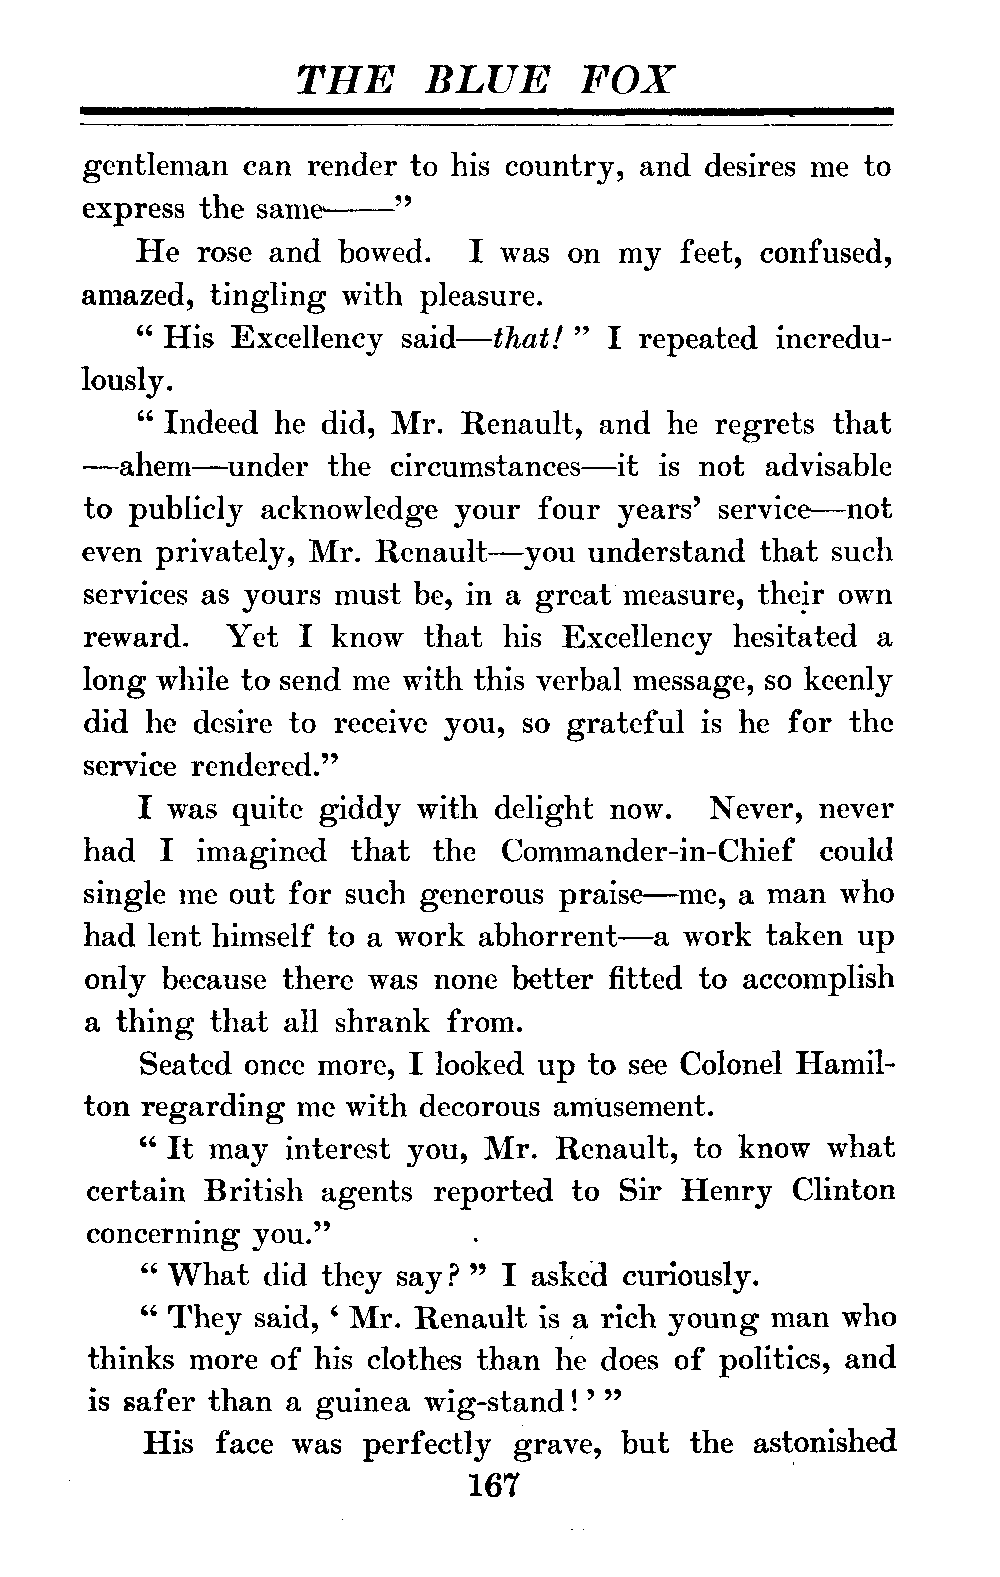 THE BLUE FOX
gentleman can render to his country, and desires me to
express the same——”
He rose and bowed. I was on my feet, confused,
amazed, tingling with pleasure.
“ His Excellency said—that! ” I repeated incredu-
lously.
“ Indeed he did, Mr. Renault, and he regrets that
—ahem—under the circumstances—it is not advisable
to publicly acknowledge your four years’ service—not
even privately, Mr. Renault—you understand that such
services as yours must be, in a great measure, their own
reward. Yet I know that his Excellency hesitated a
long while to send me with this verbal message, so keenly
did he desire to receive you, so grateful is he for the
service rendered.”
I was quite giddy with delight now. Never, never
had I imagined that the Commander-in-Chief could
single me out for such generous praise—me, a man who
had lent himself to a work abhorrent—a work taken up
only because there was none better fitted to accomplish
a thing that all shrank from.
Seated once more, I looked up to see Colonel Hamil-
ton regarding me with decorous amusement.
“ It may interest you, Mr. Renault, to know what
certain British agents reported to Sir Henry Clinton
concerning you.”
“ What did they say? ” I asked curiously.
“ They said, ‘ Mr. Renault is a rich young man who
thinks more of his clothes than he does of politics, and
is safer than a guinea wig-stand! ’ ”
His face was perfectly grave, but the astonished
167